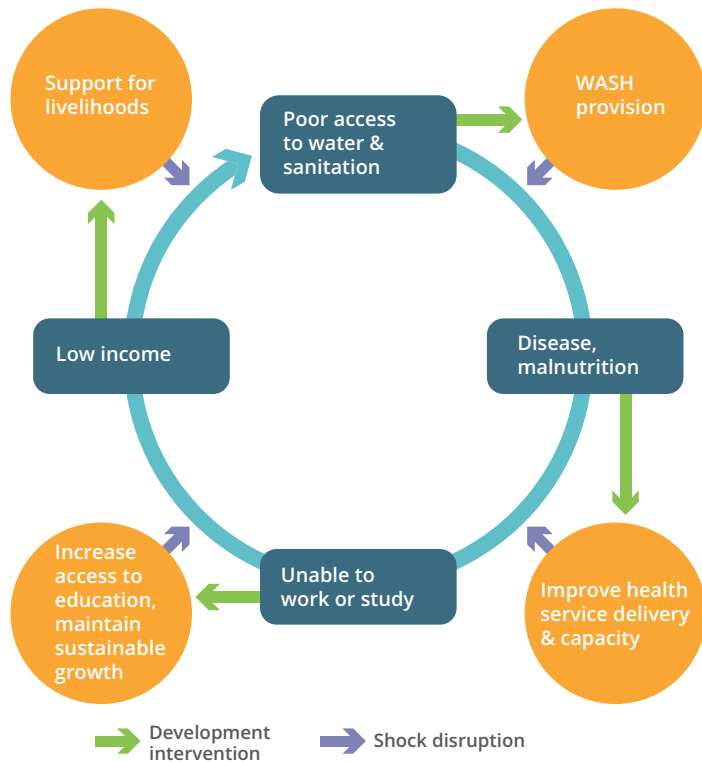 Support for
livelihoods
Poor access
to water &
sanitation
WASH
provision
Low income
Disease,
malnutrition
Increase
access to
education,
maintain
sustainable
growth
Unable to
work or study
Improve health
service delivery
& capacity
Development
intervention
Shock disruption